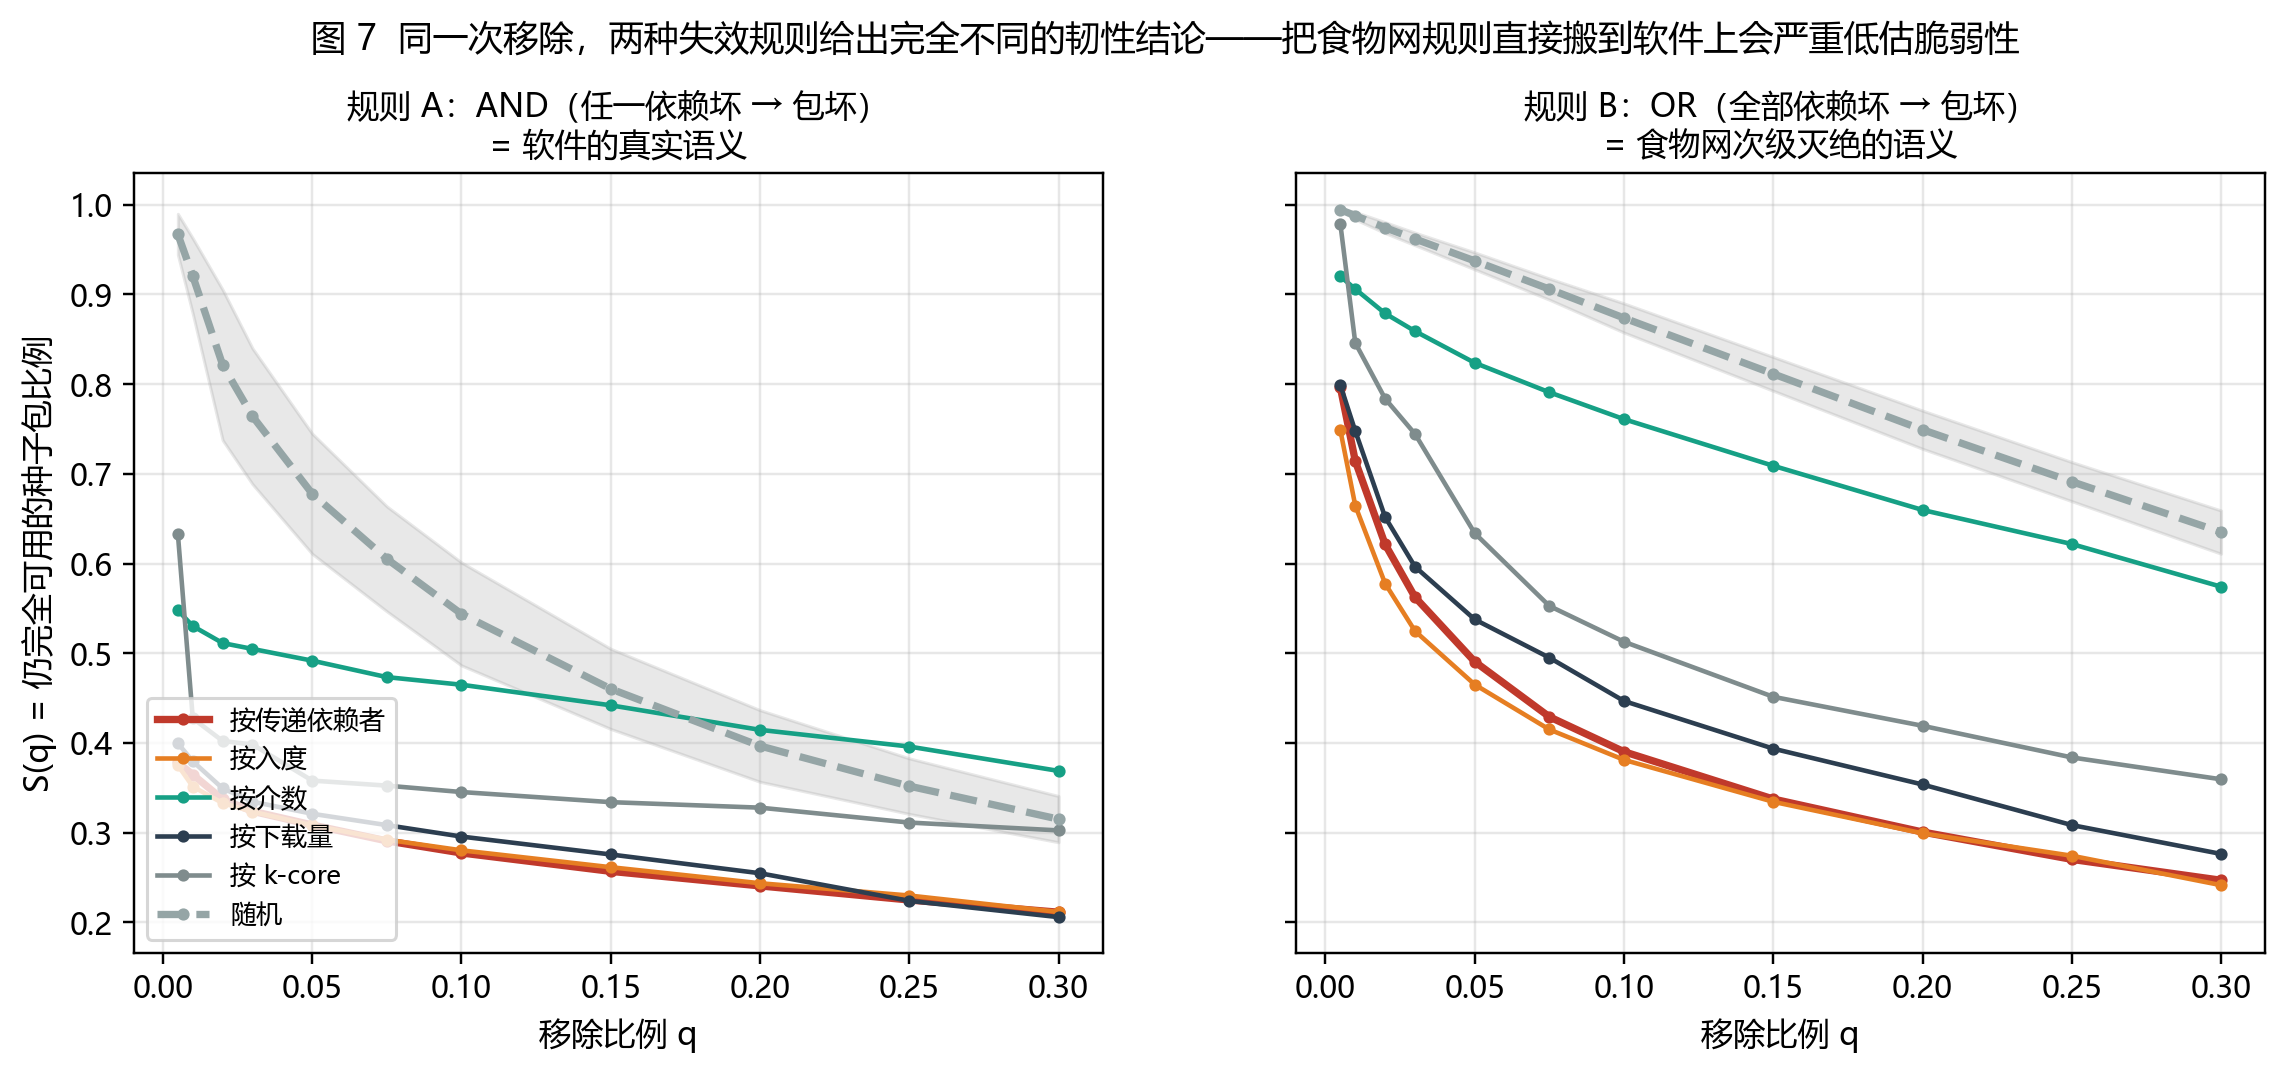 图 7 同一次移除，两种失效规则给出完全不同的韧性结论——把食物网规则直接搬到软件上会严重低估脆弱性
规则 A：AND（任一依赖坏 → 包坏）
= 软件的真实语义
规则 B：OR（全部依赖坏 → 包坏）
= 食物网次级灭绝的语义
S(q) = 仍完全可用的种子包比例
1.0
0.9
0.8
0.7
0.6
0.5
0.4
0.3
0.2
按传递依赖者
按入度
按介数
按下载量
按 k-core
随机
0.00 0.05 0.10 0.15 0.20 0.25 0.30
移除比例 q
0.00 0.05 0.10 0.15 0.20 0.25 0.30
移除比例 q